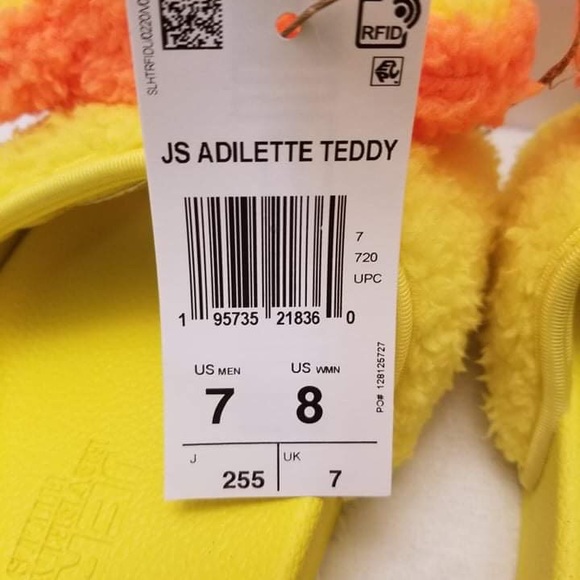 SLHTRFIDU0220N0
RFID
JS ADILETTE TEDDY
7
720
UPC
1 95735 21836 0
US MEN US WMN
7 8
PO# 128125727
J UK
255 7